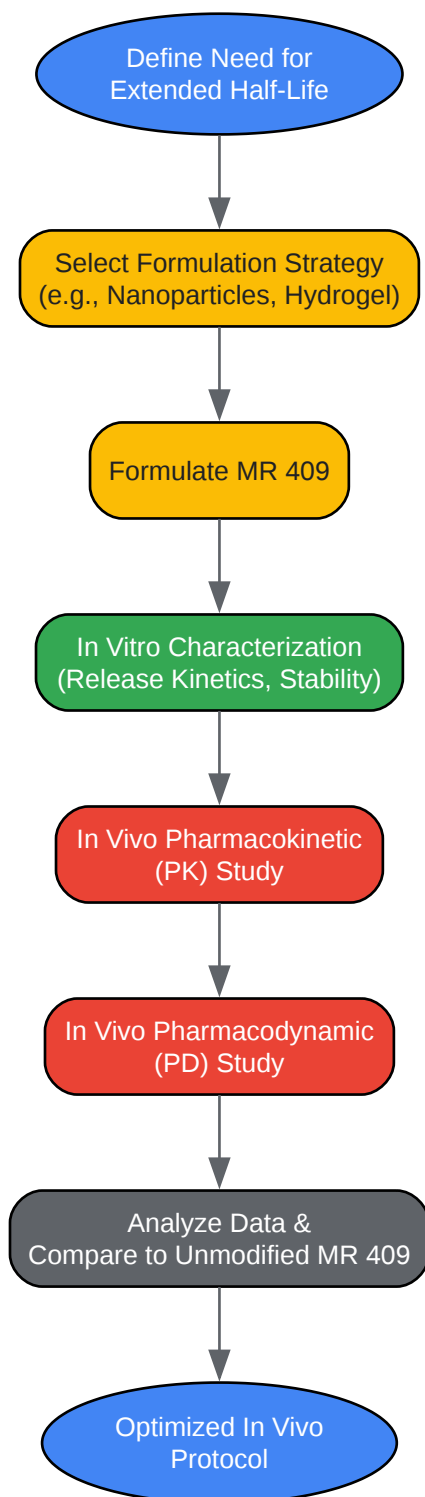 Define Need for
Extended Half-Life
Select Formulation Strategy
(e.g., Nanoparticles, Hydrogel)
Formulate MR 409
In Vitro Characterization
(Release Kinetics, Stability)
In Vivo Pharmacokinetic
(PK) Study
In Vivo Pharmacodynamic
(PD) Study
Analyze Data &
Compare to Unmodified MR 409
Optimized In Vivo
Protocol